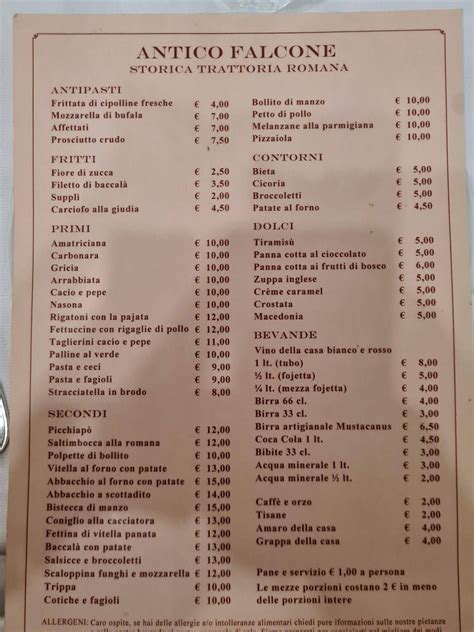 ANTICO FALCONE
STORICA TRATTORIA ROMANA
ANTIPASTI
Frittata di cipolline fresche € 4,00
Mozzarella di bufala € 7,00
Affettati € 7,00
Prosciutto crudo € 7,50
FRITTI
Fiore di zucca € 2,50
Filetto di baccalà € 3,50
Supplì € 2,00
Carciofo alla giudia € 4,50
PRIMI
Amatriciana € 10,00
Carbonara € 10,00
Gricia € 10,00
Arrabbiata € 10,00
Cacio e pepe € 10,00
Nasona € 10,00
Rigatoni con la pajata € 12,00
Fettuccine con rigaglie di pollo € 12,00
Taglierini cacio e pepe € 11,00
Palline al verde € 10,00
Pasta e ceci € 9,00
Pasta e fagioli € 9,00
Stracciatella in brodo € 8,00
SECONDI
Picchiapò € 12,00
Saltimbocca alla romana € 12,00
Polpette di bollito € 10,00
Vitella al forno con patate € 13,00
Abbacchio al forno con patate € 15,00
Abbacchio a scottadito € 14,00
Bistecca di manzo € 15,00
Coniglio alla cacciatora € 13,00
Fettina di vitella panata € 12,00
Baccalà con patate € 13,00
Salsicce e broccoletti € 13,00
Scaloppina funghi e mozzarella € 12,00
Trippa € 10,00
Cotiche e fagioli € 10,00
Bollito di manzo € 10,00
Petto di pollo € 10,00
Melanzane alla parmigiana € 10,00
Pizzaiola € 10,00
CONTORNI
Bieta € 5,00
Cicoria € 5,00
Broccoletti € 5,00
Patate al forno € 4,50
DOLCI
Tiramisù € 5,00
Panna cotta al cioccolato € 5,00
Panna cotta ai frutti di bosco € 6,00
Zuppa inglese € 5,00
Crème caramel € 5,00
Crostata € 5,00
Macedonia € 5,00
BEVANDE
Vino della casa bianco e rosso
1 lt. (tubo) € 8,00
½ lt. (fojetta) € 5,00
¼ lt. (mezza fojetta) € 4,00
Birra 66 cl. € 4,00
Birra 33 cl. € 3,00
Birra artigianale Mustacanus € 6,50
Coca Cola 1 lt. € 4,50
Bibite 33 cl. € 3,00
Acqua minerale 1 lt. € 3,00
Acqua minerale ½ lt. € 2,00
Caffè e orzo € 2,00
Tisane € 2,00
Amaro della casa € 4,00
Grappa della casa € 4,00
Pane e servizio € 1,00 a persona
Le mezze porzioni costano 2 € in meno
delle porzioni intere
ALLERGENI: Caro ospite, se hai delle allergie e/o intolleranze alimentari chiedi pure informazioni sulle nostre pietanze